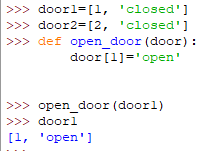 >>> door1=[1, 'closed']
>>> door2=[2, 'closed']
>>> def open_door(door):
        door[1]='open'
>>> open_door(door1)
>>> door1
[1, 'open']